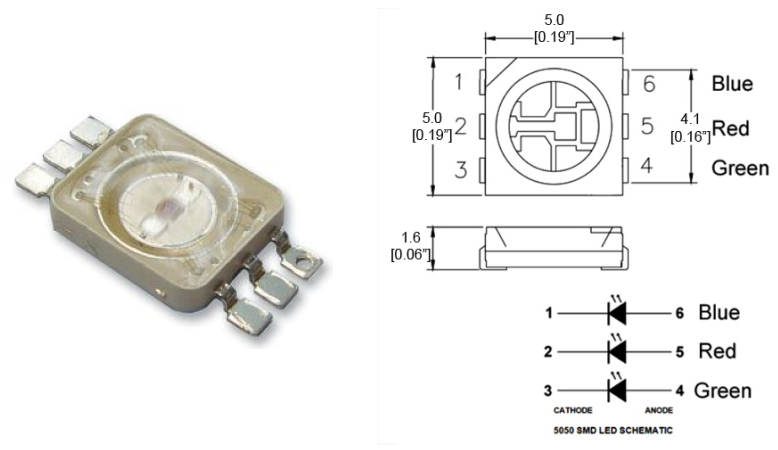 5.0
[0.19"]
1 6 Blue
5.0
[0.19"]
4.1
[0.16"]
2 5 Red
3 4 Green
1.6
[0.06"]
1 6 Blue
2 5 Red
3 4 Green
CATHODE ANODE
5050 SMD LED SCHEMATIC